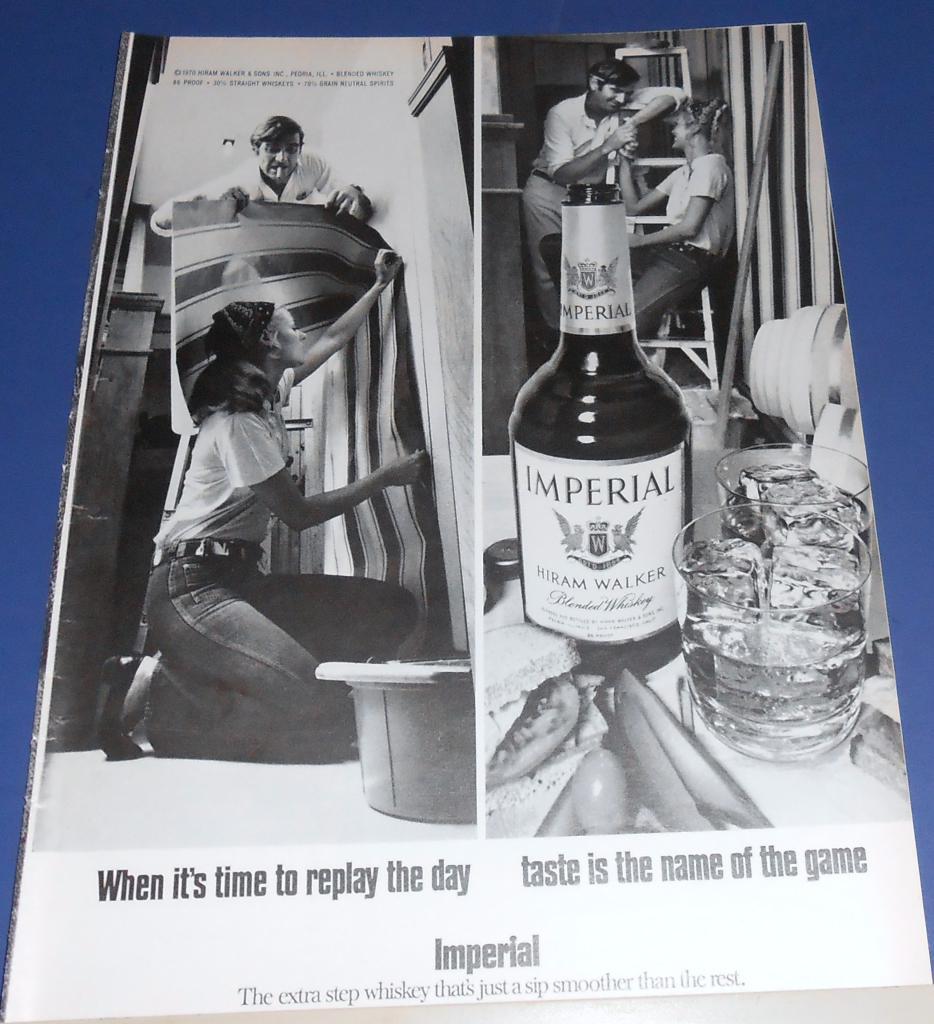 ©1970 HIRAM WALKER & SONS INC., PEORIA, ILL. • BLENDED WHISKEY
86 PROOF • 30% STRAIGHT WHISKEYS • 70% GRAIN NEUTRAL SPIRITS
W
IMPERIAL
IMPERIAL
W
HIRAM WALKER
Blended Whiskey
86 PROOF
When it's time to replay the day
taste is the name of the game
Imperial
The extra step whiskey that's just a sip smoother than the rest.